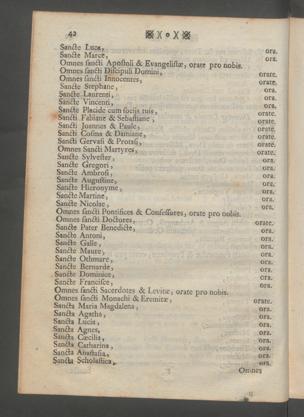 42 ※)(o)(※
Sancte Luca, ora.
Sancte Marce, ora.
Omnes sancti Apostoli & Evangelistæ, orate pro nobis.
Omnes sancti Discipuli Domini, orate.
Omnes sancti Innocentes, orate.
Sancte Stephane, ora.
Sancte Laurenti, ora.
Sancte Vincenti, ora.
Sancte Placide cum sociis tuis, orate.
Sancti Fabiane & Sebastiane, orate.
Sancti Joannes & Paule, orate.
Sancti Cosma & Damiane, orate.
Sancti Gervasi & Protasi, orate.
Omnes Sancti Martyres, orate.
Sancte Sylvester, ora.
Sancte Gregori, ora.
Sancte Ambrosi, ora.
Sancte Augustine, ora.
Sancte Hieronyme, ora.
Sancte Martine, ora.
Sancte Nicolae, ora.
Omnes sancti Pontifices & Confessores, orate pro nobis.
Omnes sancti Doctores, orate.
Sancte Pater Benedicte, ora.
Sancte Antoni, ora.
Sancte Galle, ora.
Sancte Maure, ora.
Sancte Othmare, ora.
Sancte Bernarde, ora.
Sancte Dominice, ora.
Sancte Francisce, ora.
Omnes sancti Sacerdotes & Levitæ, orate pro nobis.
Omnes sancti Monachi & Eremitæ, orate.
Sancta Maria Magdalena, ora.
Sancta Agatha, ora.
Sancta Lucia, ora.
Sancta Agnes, ora.
Sancta Cæcilia, ora.
Sancta Catharina, ora.
Sancta Anastasia, ora.
Sancta Scholastica, ora.
Omnes